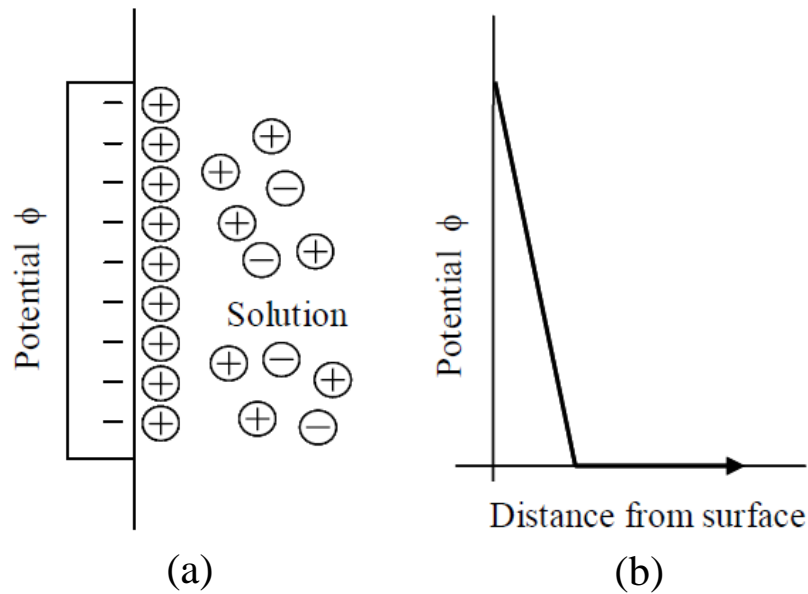 Potential ϕ
Solution
(a)
Potential ϕ
Distance from surface
(b)